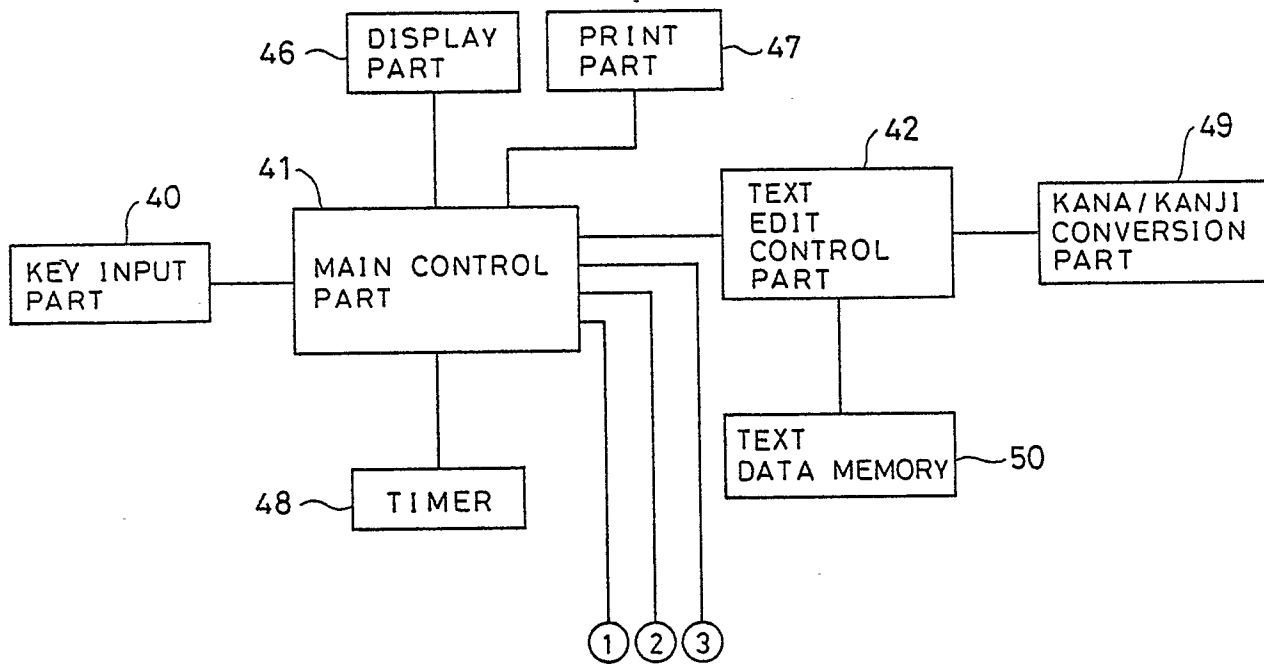 46
DISPLAY
PART
PRINT
PART
47
41
40
KEY INPUT
PART
MAIN CONTROL
PART
42
TEXT
EDIT
CONTROL
PART
49
KANA/KANJI
CONVERSION
PART
TEXT
DATA MEMORY
50
48
TIMER
1
2
3